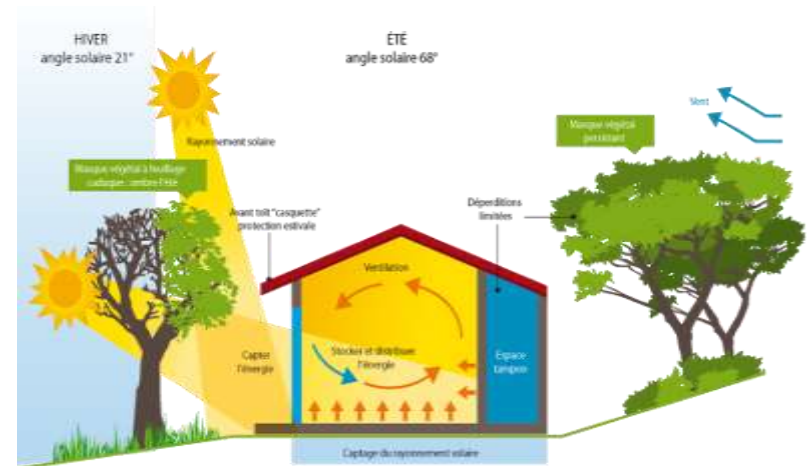 HIVER
angle solaire 21°
ÉTÉ
angle solaire 68°
Rayonnement solaire
Masque végétal à feuillage
caduque : ombre l'été
Avant toit "casquette"
protection estivale
Déperditions
limitées
Masque végétal
persistant
Vent
Ventilation
Capter
l'énergie
Stocker et distribuer
l'énergie
Espace
tampon
Captage du rayonnement solaire